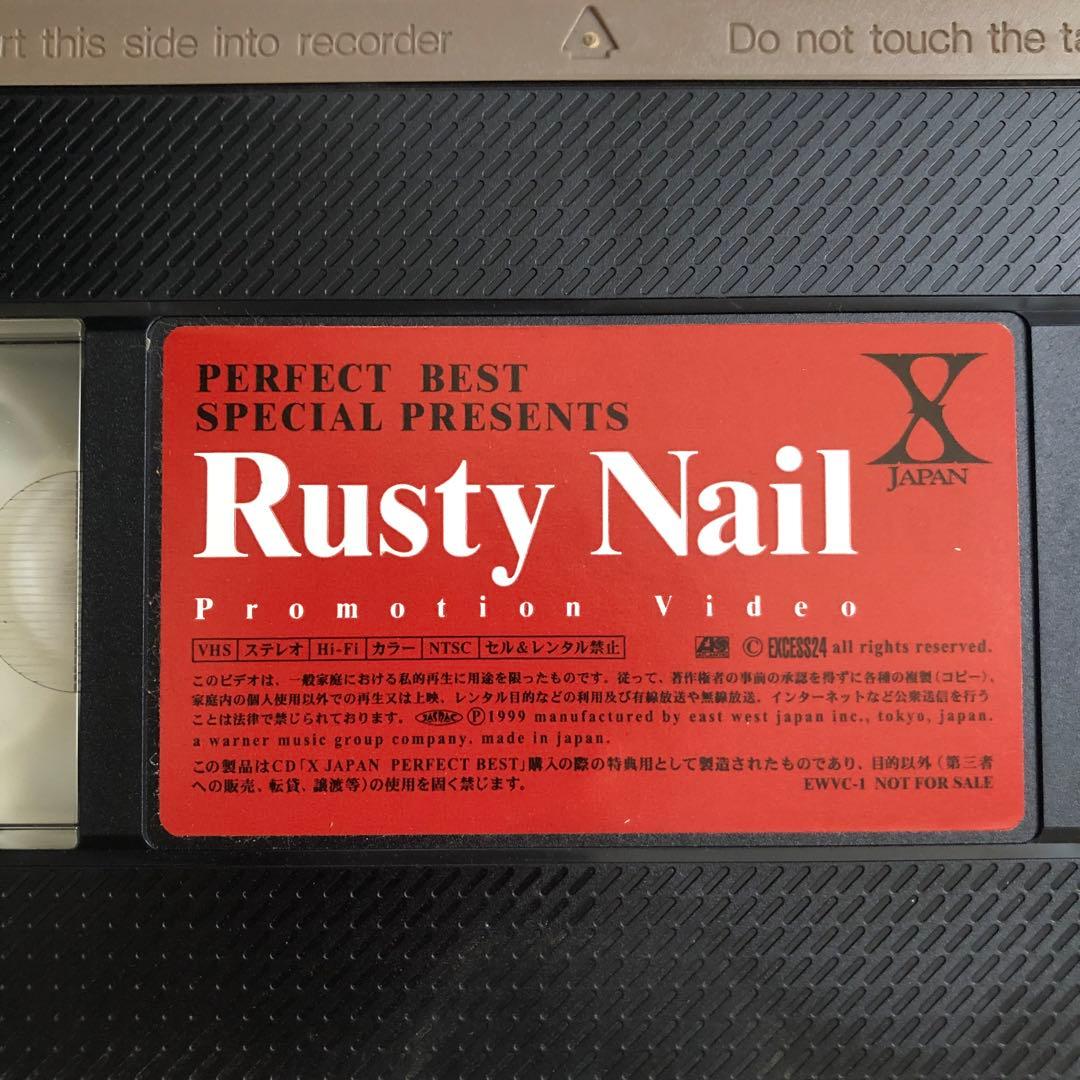 rt this side into recorder
Do not touch the ta
PERFECT BEST
SPECIAL PRESENTS
X
JAPAN
Rusty Nail
Promotion Video
VHS ステレオ Hi-Fi カラー NTSC セル&レンタル禁止
© EXCESS24 all rights reserved.
このビデオは、一般家庭における私的再生に用途を限ったものです。従って、著作権者の事前の承認を得ずに各種の複製(コピー)、
家庭内の個人使用以外での再生又は上映、レンタル目的などの利用及び有線放送や無線放送、インターネットなど公衆送信を行う
ことは法律で禁じられております。 JASRAC Ⓟ1999 manufactured by east west japan inc., tokyo, japan.
a warner music group company. made in japan.
この製品はCD「X JAPAN PERFECT BEST」購入の際の特典用として製造されたものであり、目的以外(第三者
への販売、転貸、譲渡等)の使用を固く禁じます。
EWVC-1 NOT FOR SALE